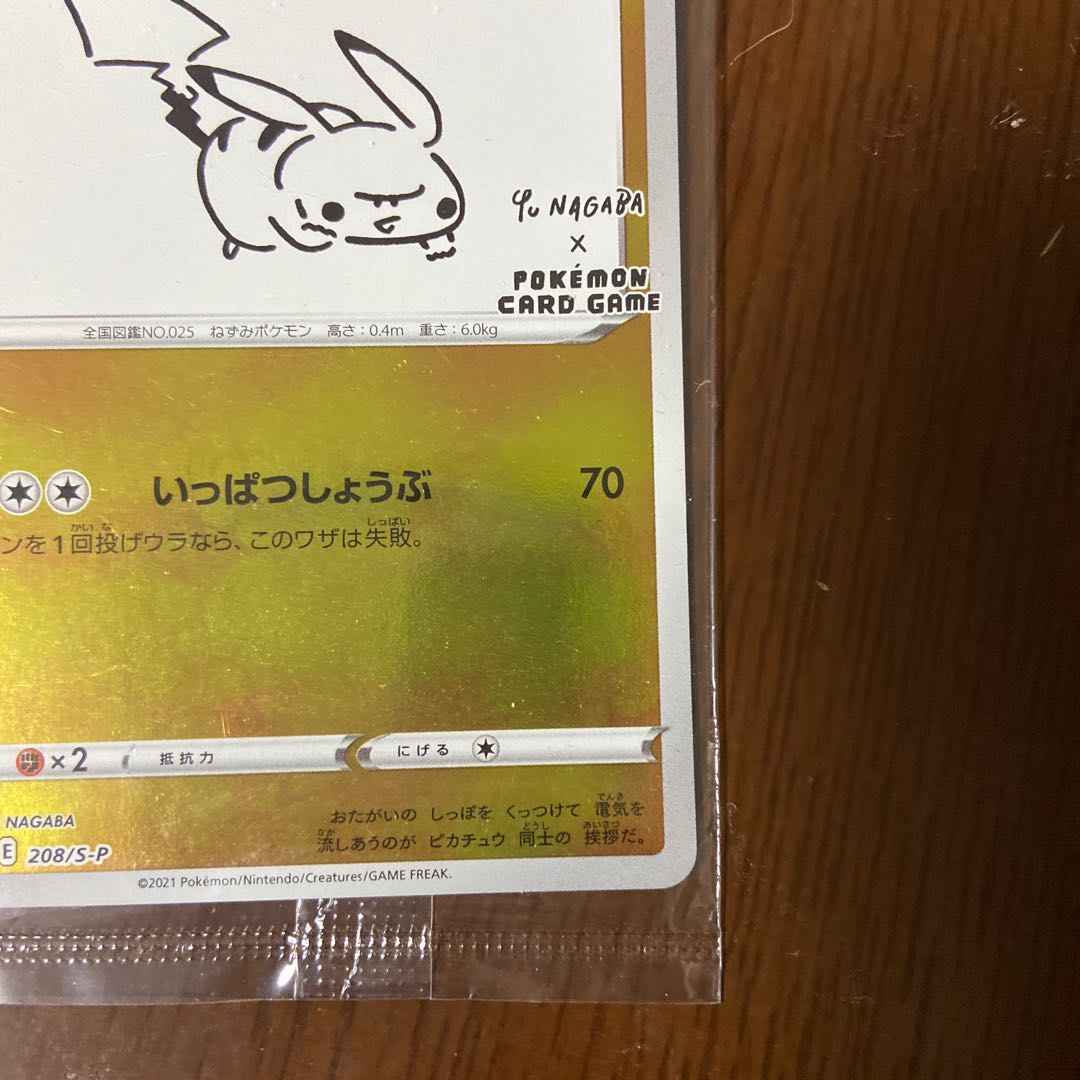 Yu NAGABA
×
POKÉMON
CARD GAME
全国図鑑NO.025 ねずみポケモン 高さ：0.4m 重さ：6.0kg
いっぱつしょうぶ 70
ンを1回投げウラなら、このワザは失敗。
×2 抵抗力 にげる
NAGABA
E 208/S-P
おたがいの しっぽを くっつけて 電気を
流しあうのが ピカチュウ 同士の 挨拶だ。
©2021 Pokémon/Nintendo/Creatures/GAME FREAK.